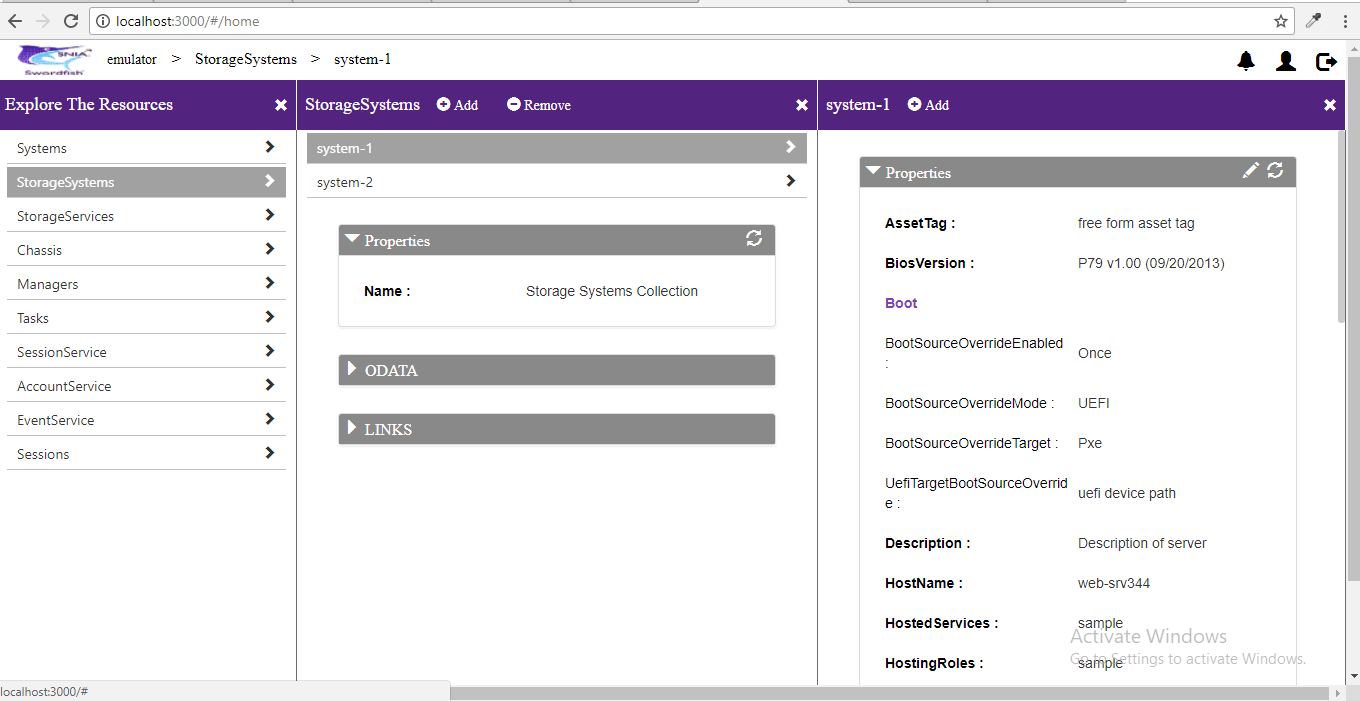 localhost:3000/#/home
SNIA
Swordfish
emulator > StorageSystems > system-1
Explore The Resources
Systems
StorageSystems
StorageServices
Chassis
Managers
Tasks
SessionService
AccountService
EventService
Sessions
StorageSystems Add Remove
system-1
system-2
Properties
Name : Storage Systems Collection
ODATA
LINKS
system-1 Add
Properties
AssetTag : free form asset tag
BiosVersion : P79 v1.00 (09/20/2013)
Boot
BootSourceOverrideEnabled
: Once
BootSourceOverrideMode : UEFI
BootSourceOverrideTarget : Pxe
UefiTargetBootSourceOverrid
e : uefi device path
Description : Description of server
HostName : web-srv344
HostedServices : sample
HostingRoles : sample
Activate Windows
Go to Settings to activate Windows.
localhost:3000/#